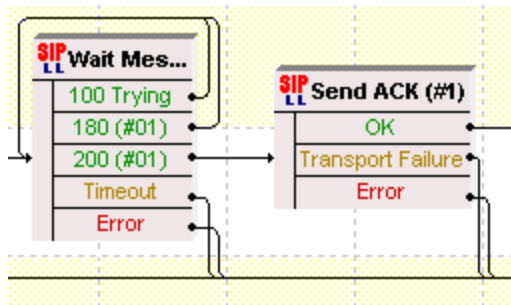 SIP LL Wait Mes...
100 Trying
180 (#01)
200 (#01)
Timeout
Error
SIP LL Send ACK (#1)
OK
Transport Failure
Error